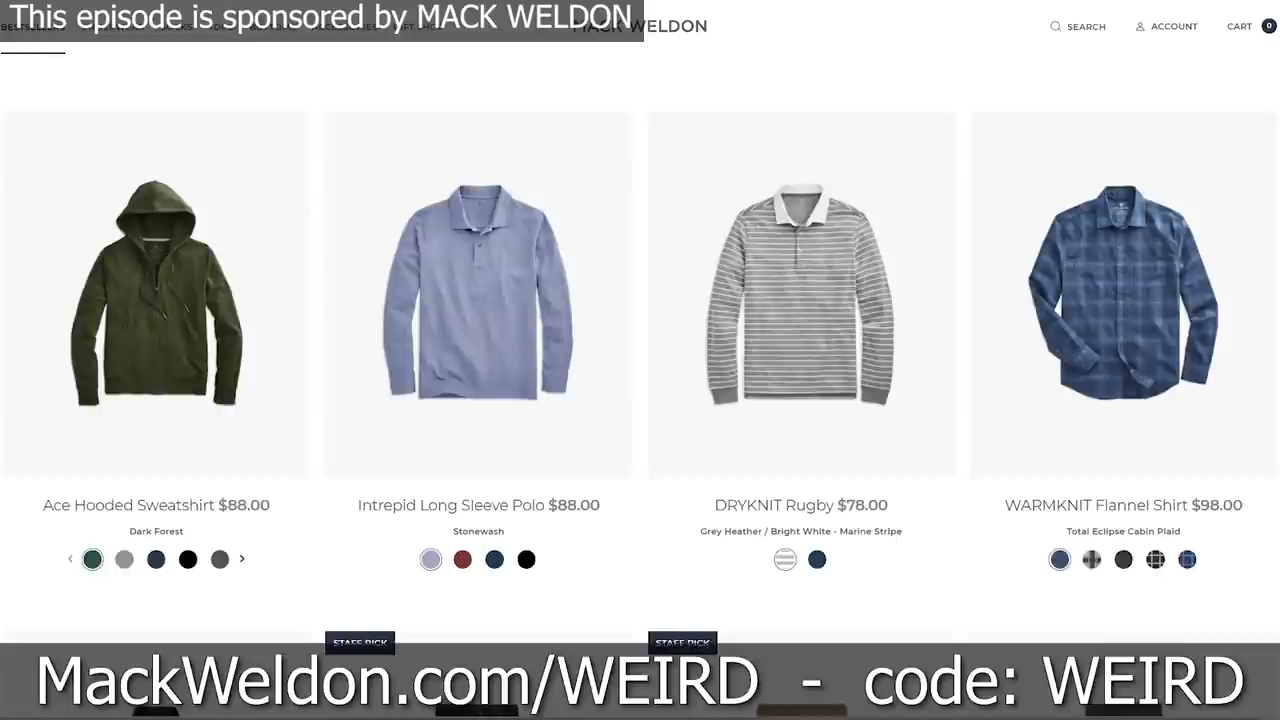 This episode is sponsored by MACK WELDON
BESTSELLERS
WELDON
SEARCH
ACCOUNT
CART 0
Ace Hooded Sweatshirt $88.00
Dark Forest
Intrepid Long Sleeve Polo $88.00
Stonewash
DRYKNIT Rugby $78.00
Grey Heather / Bright White - Marine Stripe
WARMKNIT Flannel Shirt $98.00
Total Eclipse Cabin Plaid
STAFF PICK
STAFF PICK
MackWeldon.com/WEIRD - code: WEIRD